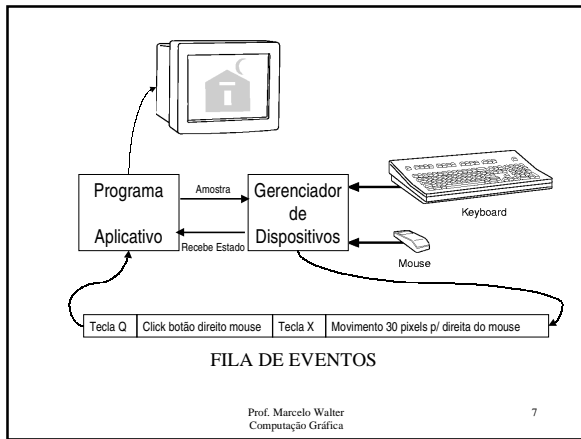 Programa
Aplicativo
Amostra
Recebe Estado
Gerenciador
de
Dispositivos
Keyboard
Mouse
Tecla Q
Click botão direito mouse
Tecla X
Movimento 30 pixels p/ direita do mouse
FILA DE EVENTOS
Prof. Marcelo Walter
Computação Gráfica
7